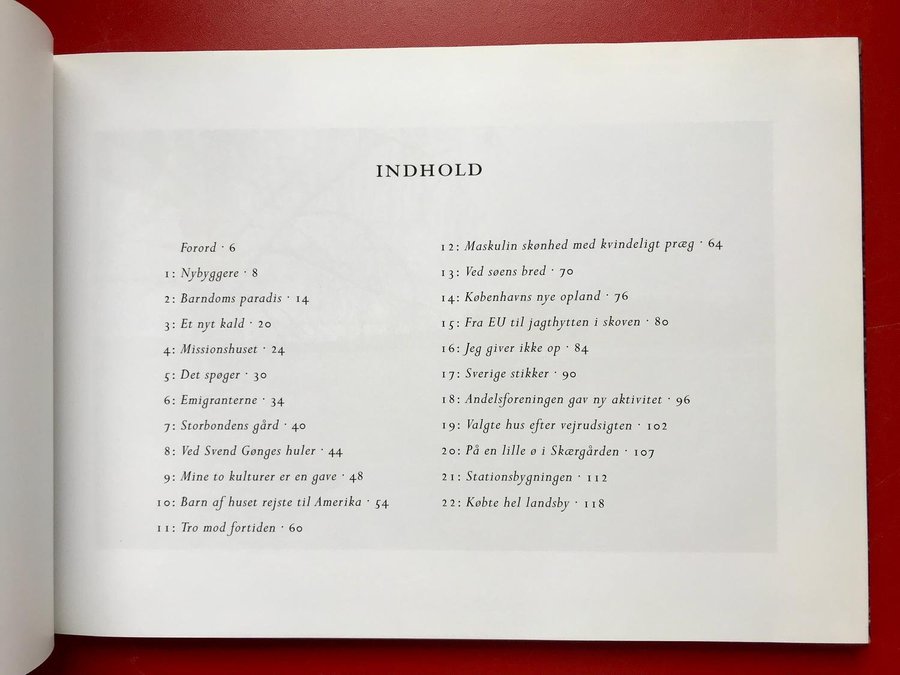 INDHOLD
Forord · 6
1: Nybyggere · 8
2: Barndoms paradis · 14
3: Et nyt kald · 20
4: Missionshuset · 24
5: Det spøger · 30
6: Emigranterne · 34
7: Storbondens gård · 40
8: Ved Svend Gønges huler · 44
9: Mine to kulturer er en gave · 48
10: Barn af huset rejste til Amerika · 54
11: Tro mod fortiden · 60
12: Maskulin skønhed med kvindeligt præg · 64
13: Ved søens bred · 70
14: Københavns nye opland · 76
15: Fra EU til jagthytten i skoven · 80
16: Jeg giver ikke op · 84
17: Sverige stikker · 90
18: Andelsforeningen gav ny aktivitet · 96
19: Valgte hus efter vejrudsigten · 102
20: På en lille ø i Skærgården · 107
21: Stationsbygningen · 112
22: Købte hel landsby · 118